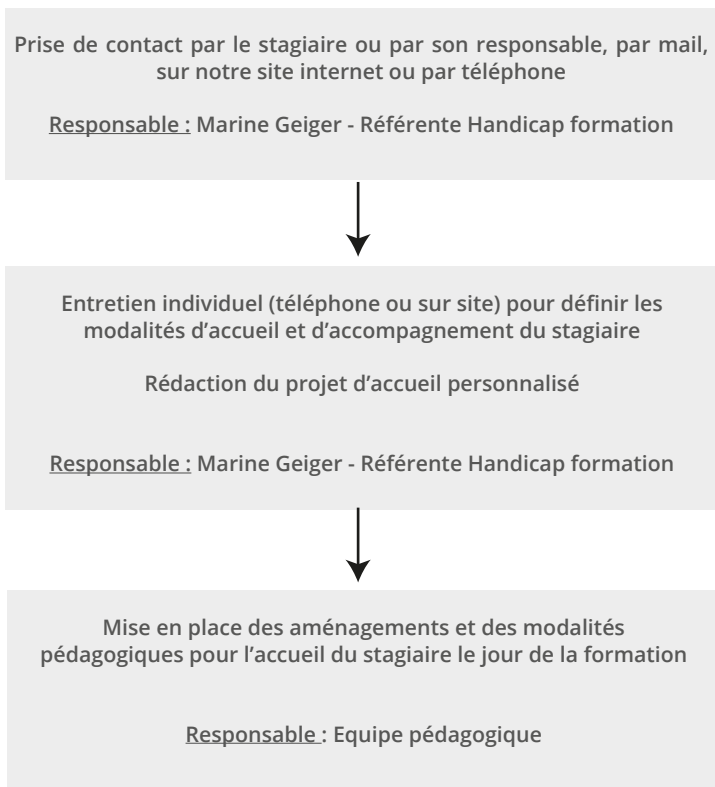 Prise de contact par le stagiaire ou par son responsable, par mail,
sur notre site internet ou par téléphone
Responsable : Marine Geiger - Référente Handicap formation
Entretien individuel (téléphone ou sur site) pour définir les
modalités d’accueil et d’accompagnement du stagiaire
Rédaction du projet d’accueil personnalisé
Responsable : Marine Geiger - Référente Handicap formation
Mise en place des aménagements et des modalités
pédagogiques pour l’accueil du stagiaire le jour de la formation
Responsable : Equipe pédagogique